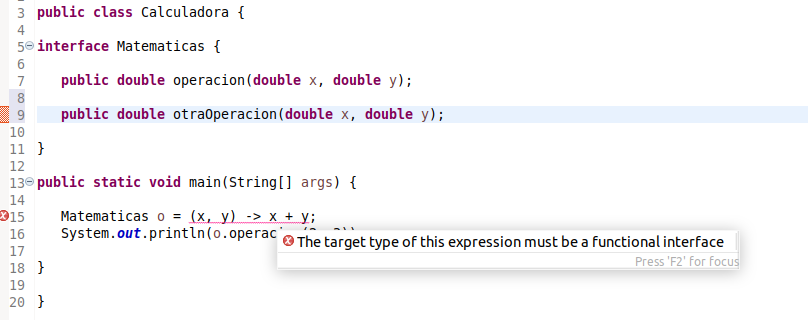 3 public class Calculadora {
4
5 interface Matematicas {
6
7 public double operacion(double x, double y);
8
9 public double otraOperacion(double x, double y);
10
11 }
12
13 public static void main(String[] args) {
14
15 Matematicas o = (x, y) -> x + y;
16 System.out.println(o.operacio
The target type of this expression must be a functional interface
Press 'F2' for focus
17
18 }
19
20 }